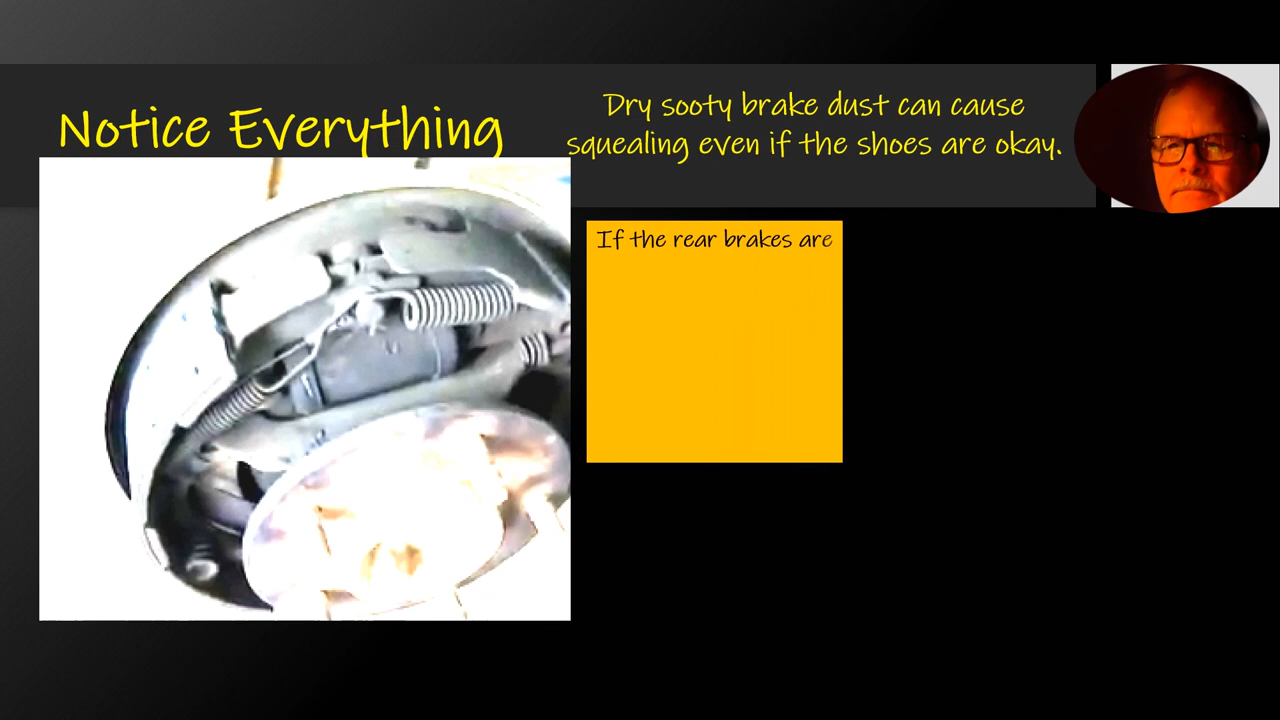 Notice Everything
Dry sooty brake dust can cause
squealing even if the shoes are okay.
If the rear brakes are